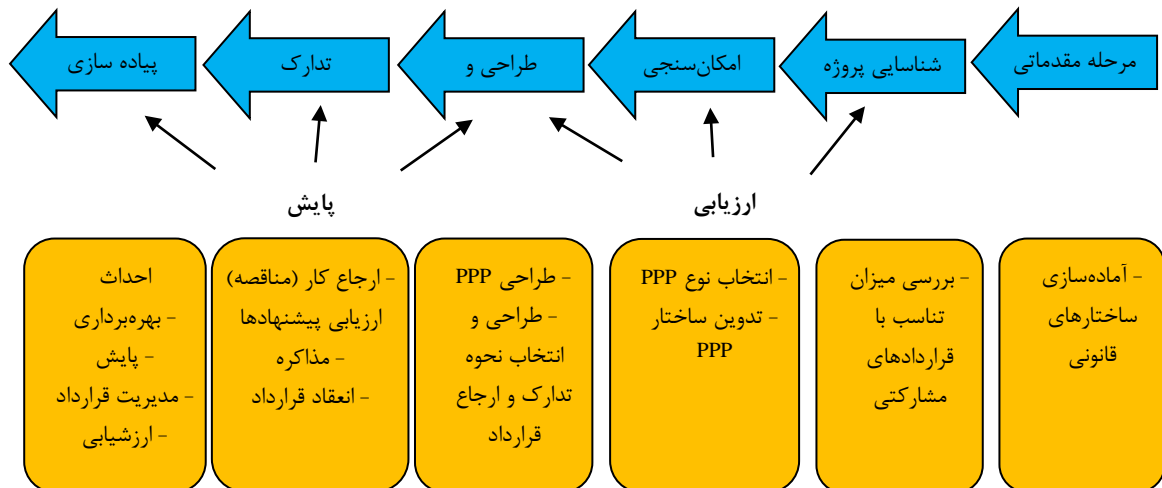 مرحله مقدماتی
شناسایی پروژه
امکان‌سنجی
طراحی و
تدارک
پیاده سازی
ارزیابی
پایش
- آماده‌سازی
ساختارهای
قانونی
- بررسی میزان
تناسب با
قراردادهای
مشارکتی
- انتخاب نوع PPP
- تدوین ساختار
PPP
- طراحی PPP
- طراحی و
انتخاب نحوه
تدارک و ارجاع
قرارداد
- ارجاع کار (مناقصه)
ارزیابی پیشنهادها
- مذاکره
- انعقاد قرارداد
احداث
- بهره‌برداری
- پایش
- مدیریت قرارداد
- ارزشیابی